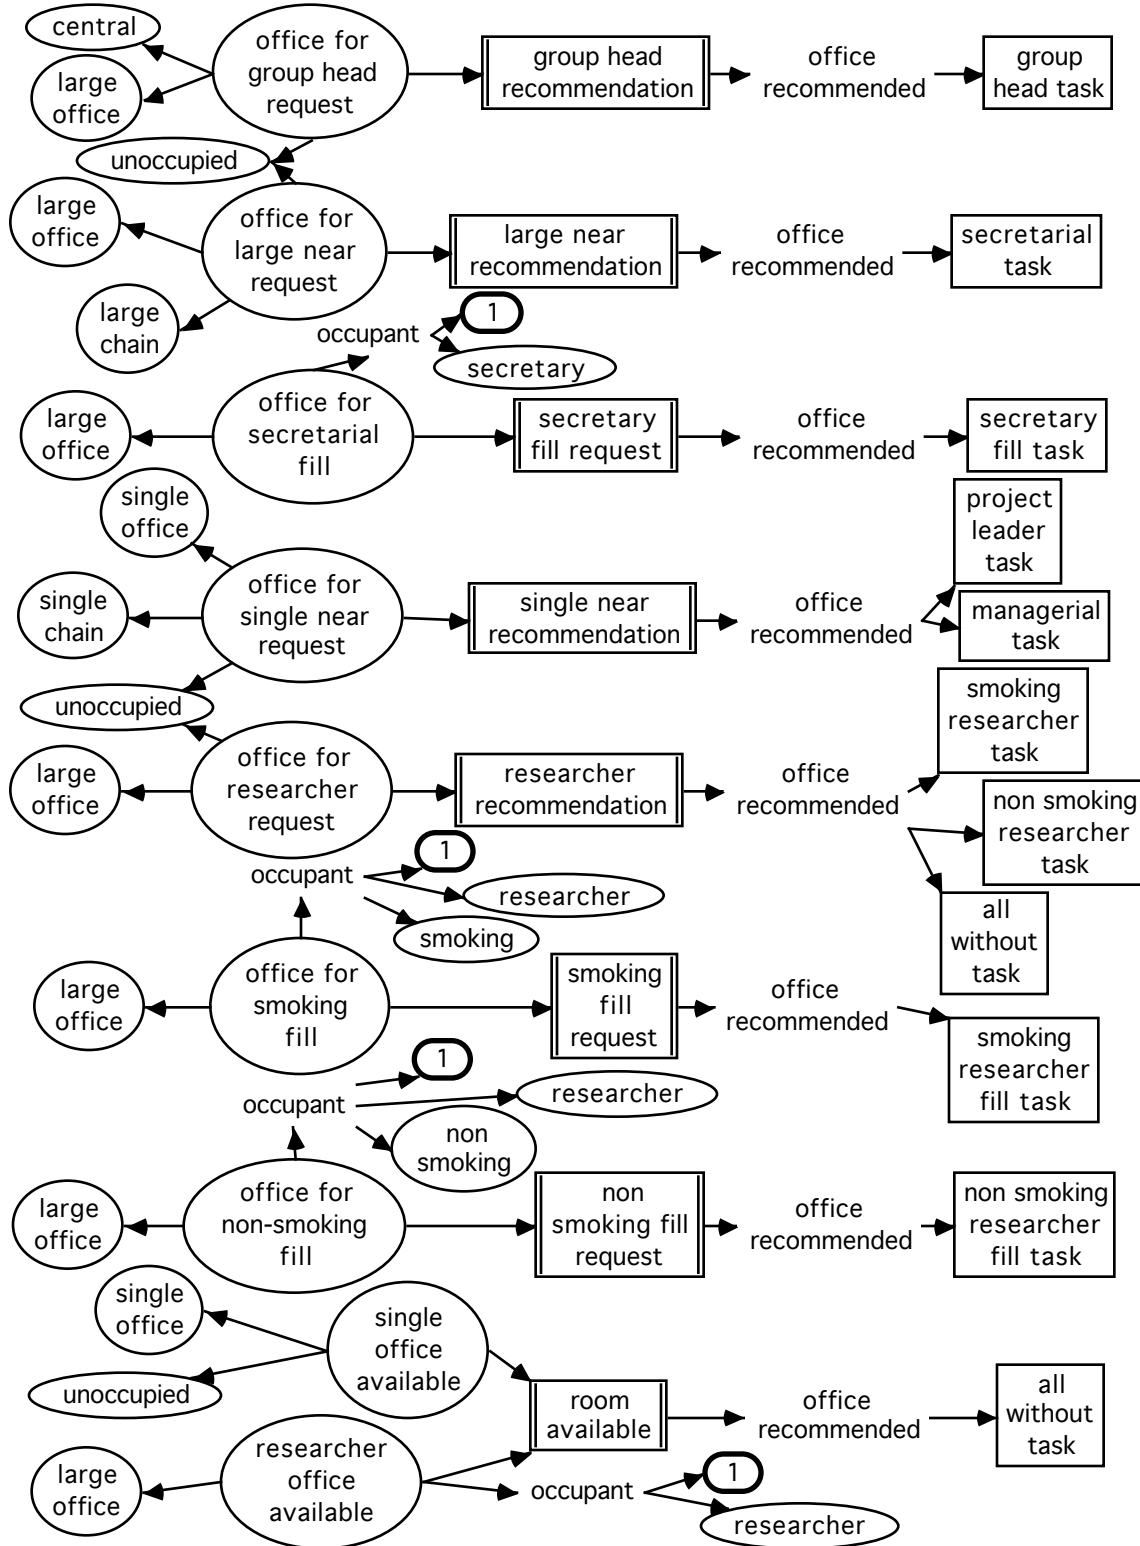 central
office for
group head
request
large
office
group head
recommendation
office
recommended
group
head task
unoccupied
large
office
office for
large near
request
large near
recommendation
office
recommended
secretarial
task
large
chain
occupant
1
secretary
large
office
office for
secretarial
fill
secretary
fill request
office
recommended
secretary
fill task
single
office
project
leader
task
single
chain
office for
single near
request
single near
recommendation
office
recommended
managerial
task
unoccupied
smoking
researcher
task
large
office
office for
researcher
request
researcher
recommendation
office
recommended
non smoking
researcher
task
occupant
1
researcher
smoking
all
without
task
large
office
office for
smoking
fill
smoking
fill
request
office
recommended
smoking
researcher
fill task
occupant
1
researcher
non
smoking
large
office
office for
non-smoking
fill
non
smoking fill
request
office
recommended
non smoking
researcher
fill task
single
office
single
office
available
unoccupied
room
available
office
recommended
all
without
task
large
office
researcher
office
available
occupant
1
researcher